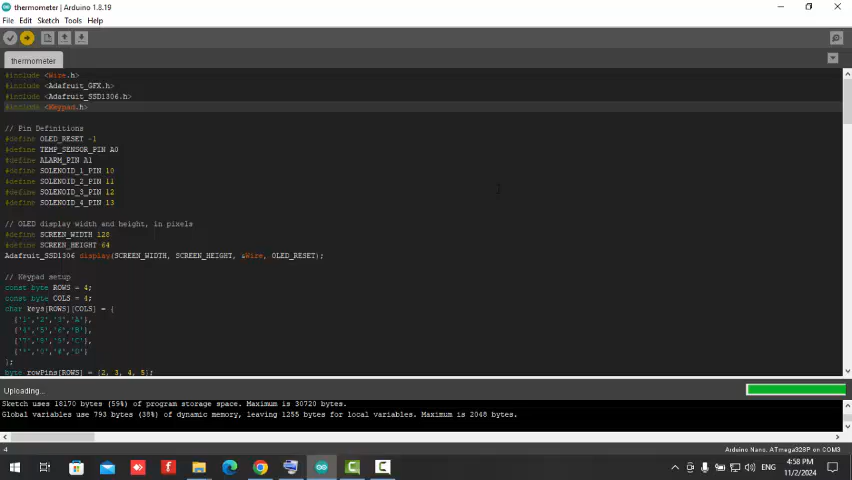 thermometer | Arduino 1.8.19
File Edit Sketch Tools Help
thermometer
#include <Wire.h>
#include <Adafruit_GFX.h>
#include <Adafruit_SSD1306.h>
#include <Keypad.h>
// Pin Definitions
#define OLED_RESET -1
#define TEMP_SENSOR_PIN A0
#define ALARM_PIN A1
#define SOLENOID_1_PIN 10
#define SOLENOID_2_PIN 11
#define SOLENOID_3_PIN 12
#define SOLENOID_4_PIN 13
// OLED display width and height, in pixels
#define SCREEN_WIDTH 128
#define SCREEN_HEIGHT 64
Adafruit_SSD1306 display(SCREEN_WIDTH, SCREEN_HEIGHT, &Wire, OLED_RESET);
// Keypad setup
const byte ROWS = 4;
const byte COLS = 4;
char keys[ROWS][COLS] = {
{'1','2','3','A'},
{'4','5','6','B'},
{'7','8','9','C'},
{'*','0','#','D'}
};
byte rowPins[ROWS] = {2, 3, 4, 5};
Uploading...
Sketch uses 18170 bytes (59%) of program storage space. Maximum is 30720 bytes.
Global variables use 793 bytes (38%) of dynamic memory, leaving 1255 bytes for local variables. Maximum is 2048 bytes.
4
Arduino Nano, ATmega328P on COM3
ENG
4:58 PM
11/2/2024